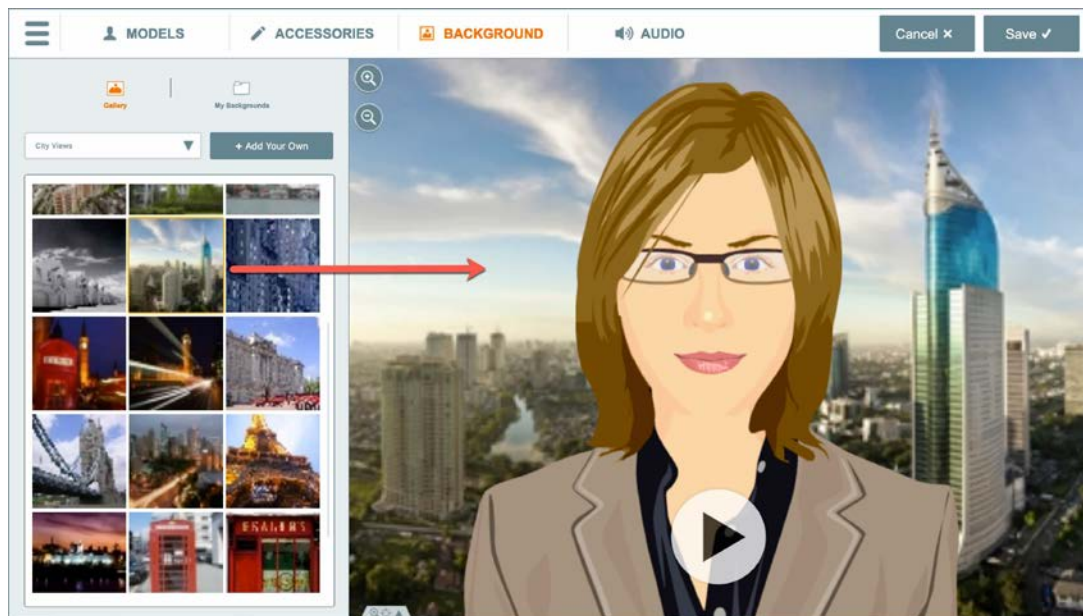 MODELS
ACCESSORIES
BACKGROUND
AUDIO
Cancel ×
Save ✓
Gallery
My Backgrounds
City Views
+ Add Your Own